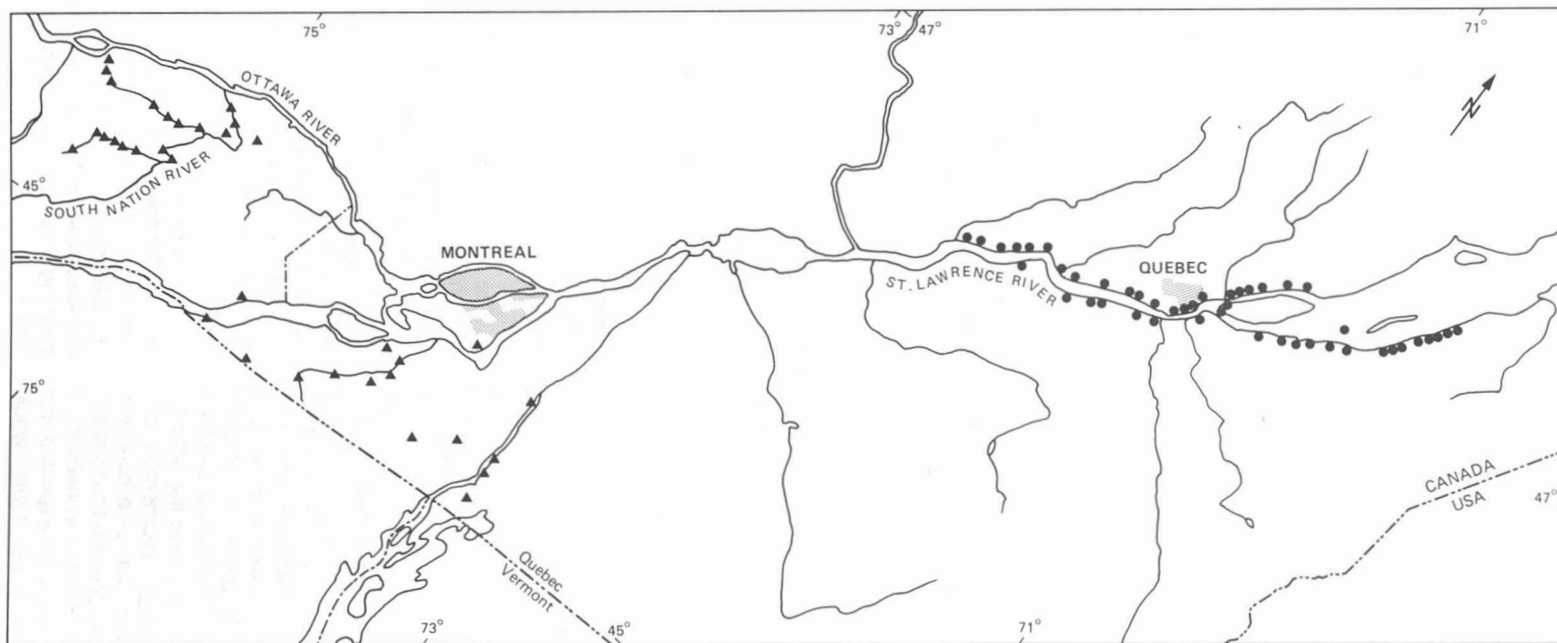 75°
73° 47°
71°
N
OTTAWA RIVER
45°
SOUTH NATION RIVER
MONTREAL
QUEBEC
ST. LAWRENCE RIVER
75°
CANADA
USA
47°
Quebec
Vermont
73°
45°
71°